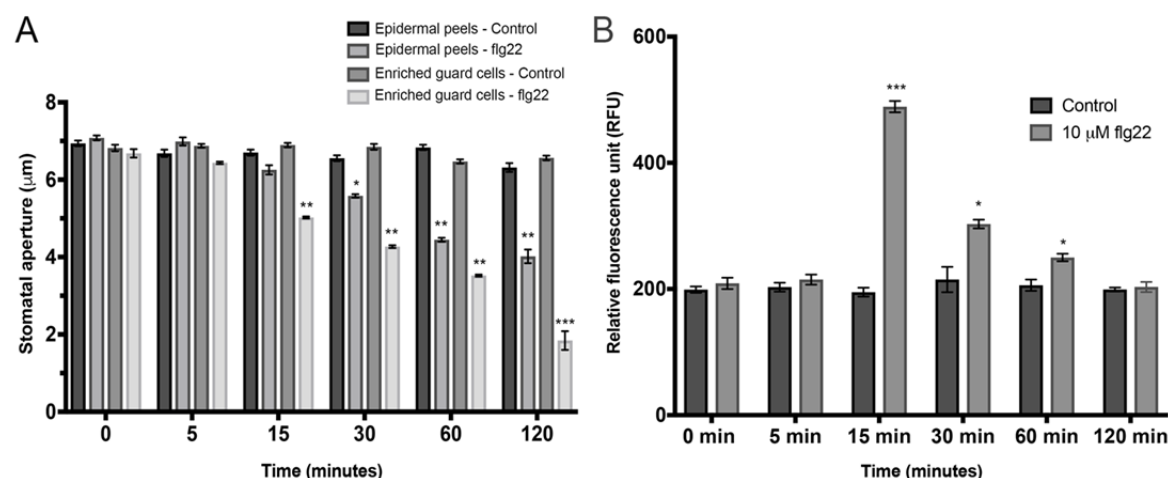 A
Epidermal peels - Control
Epidermal peels - flg22
Enriched guard cells - Control
Enriched guard cells - flg22
Stomatal aperture (μm)
8
6
4
2
0
**
*
**
**
**
**
***
0 5 15 30 60 120
Time (minutes)
B
Control
10 μM flg22
Relative fluorescence unit (RFU)
600
400
200
0
***
*
*
0 min 5 min 15 min 30 min 60 min 120 min
Time (minutes)